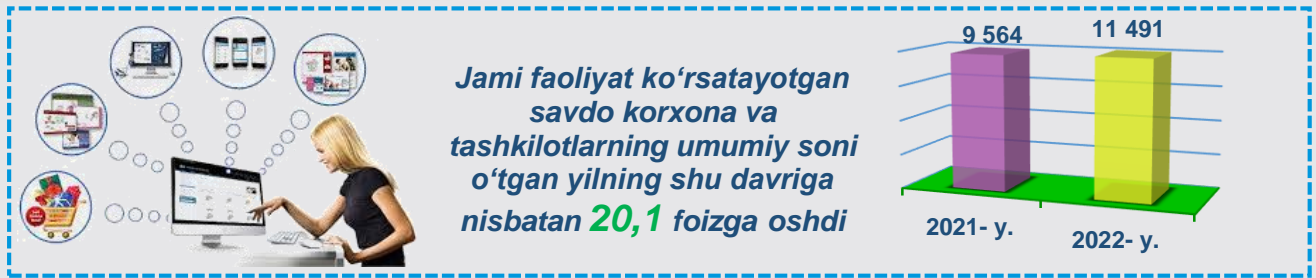 Jami faoliyat ko‘rsatayotgan
savdo korxona va
tashkilotlarning umumiy soni
o‘tgan yilning shu davriga
nisbatan 20,1 foizga oshdi
9 564
11 491
2021- y.
2022- y.